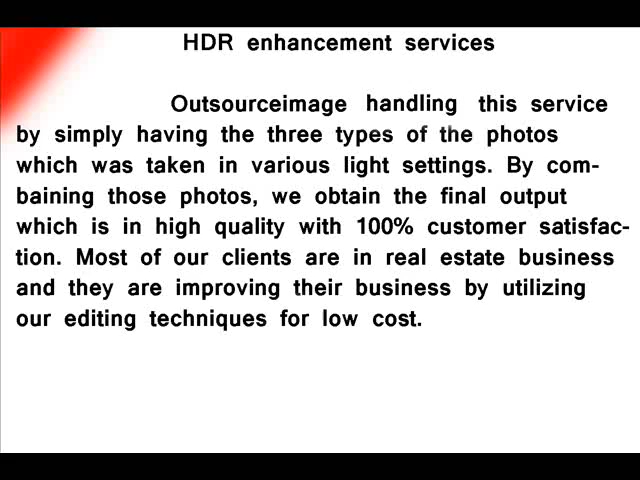 HDR enhancement services
Outsourceimage handling this service
by simply having the three types of the photos
which was taken in various light settings. By com-
baining those photos, we obtain the final output
which is in high quality with 100% customer satisfac-
tion. Most of our clients are in real estate business
and they are improving their business by utilizing
our editing techniques for low cost.